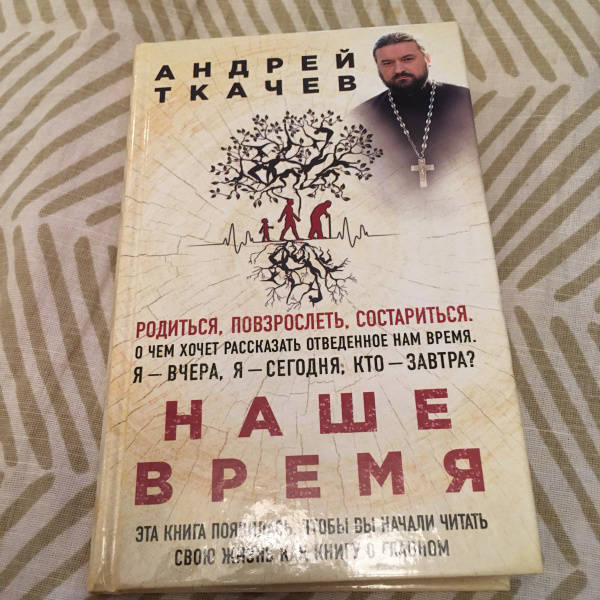 АНДРЕЙ
ТКАЧЕВ
РОДИТЬСЯ, ПОВЗРОСЛЕТЬ, СОСТАРИТЬСЯ.
О ЧЕМ ХОЧЕТ РАССКАЗАТЬ ОТВЕДЕННОЕ НАМ ВРЕМЯ.
Я – ВЧЕРА, Я – СЕГОДНЯ, КТО – ЗАВТРА?
НАШЕ
ВРЕМЯ
ЭТА КНИГА ПОЯВИЛАСЬ, ЧТОБЫ ВЫ НАЧАЛИ ЧИТАТЬ
СВОЮ ЖИЗНЬ КАК КНИГУ О ГЛАВНОМ